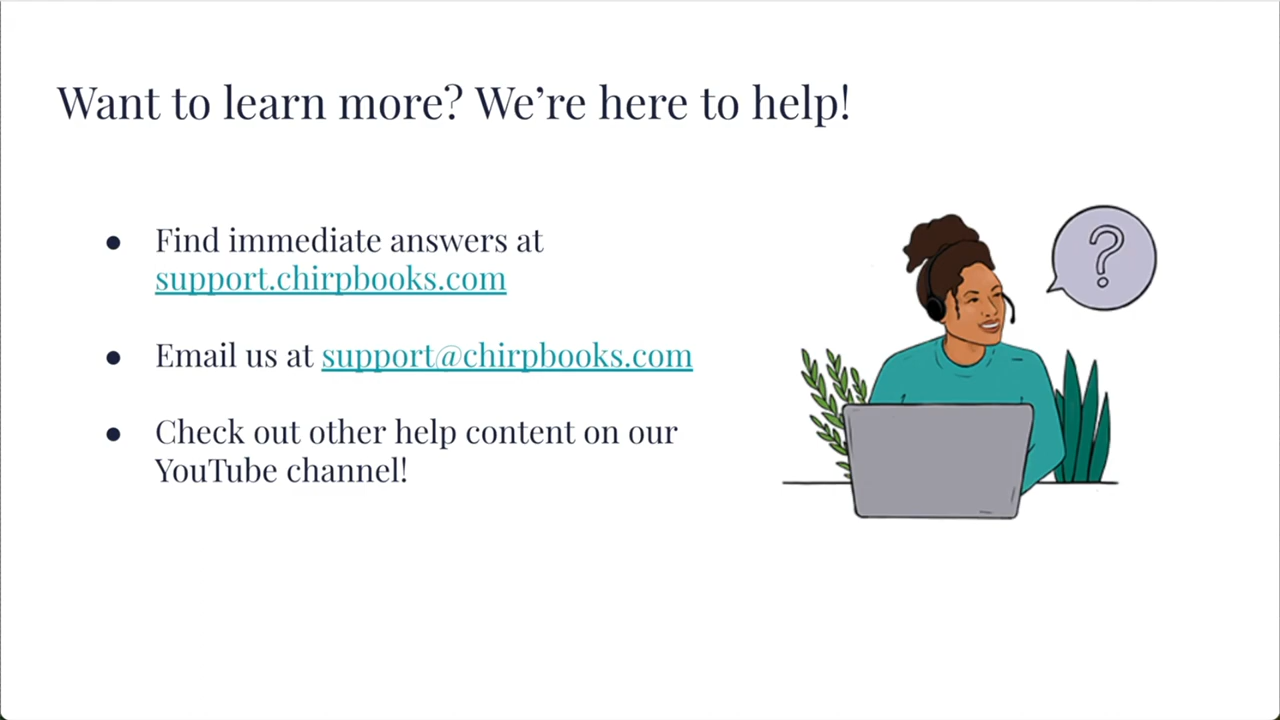 Want to learn more? We’re here to help!
● Find immediate answers at
support.chirpbooks.com
● Email us at support@chirpbooks.com
● Check out other help content on our
YouTube channel!
?